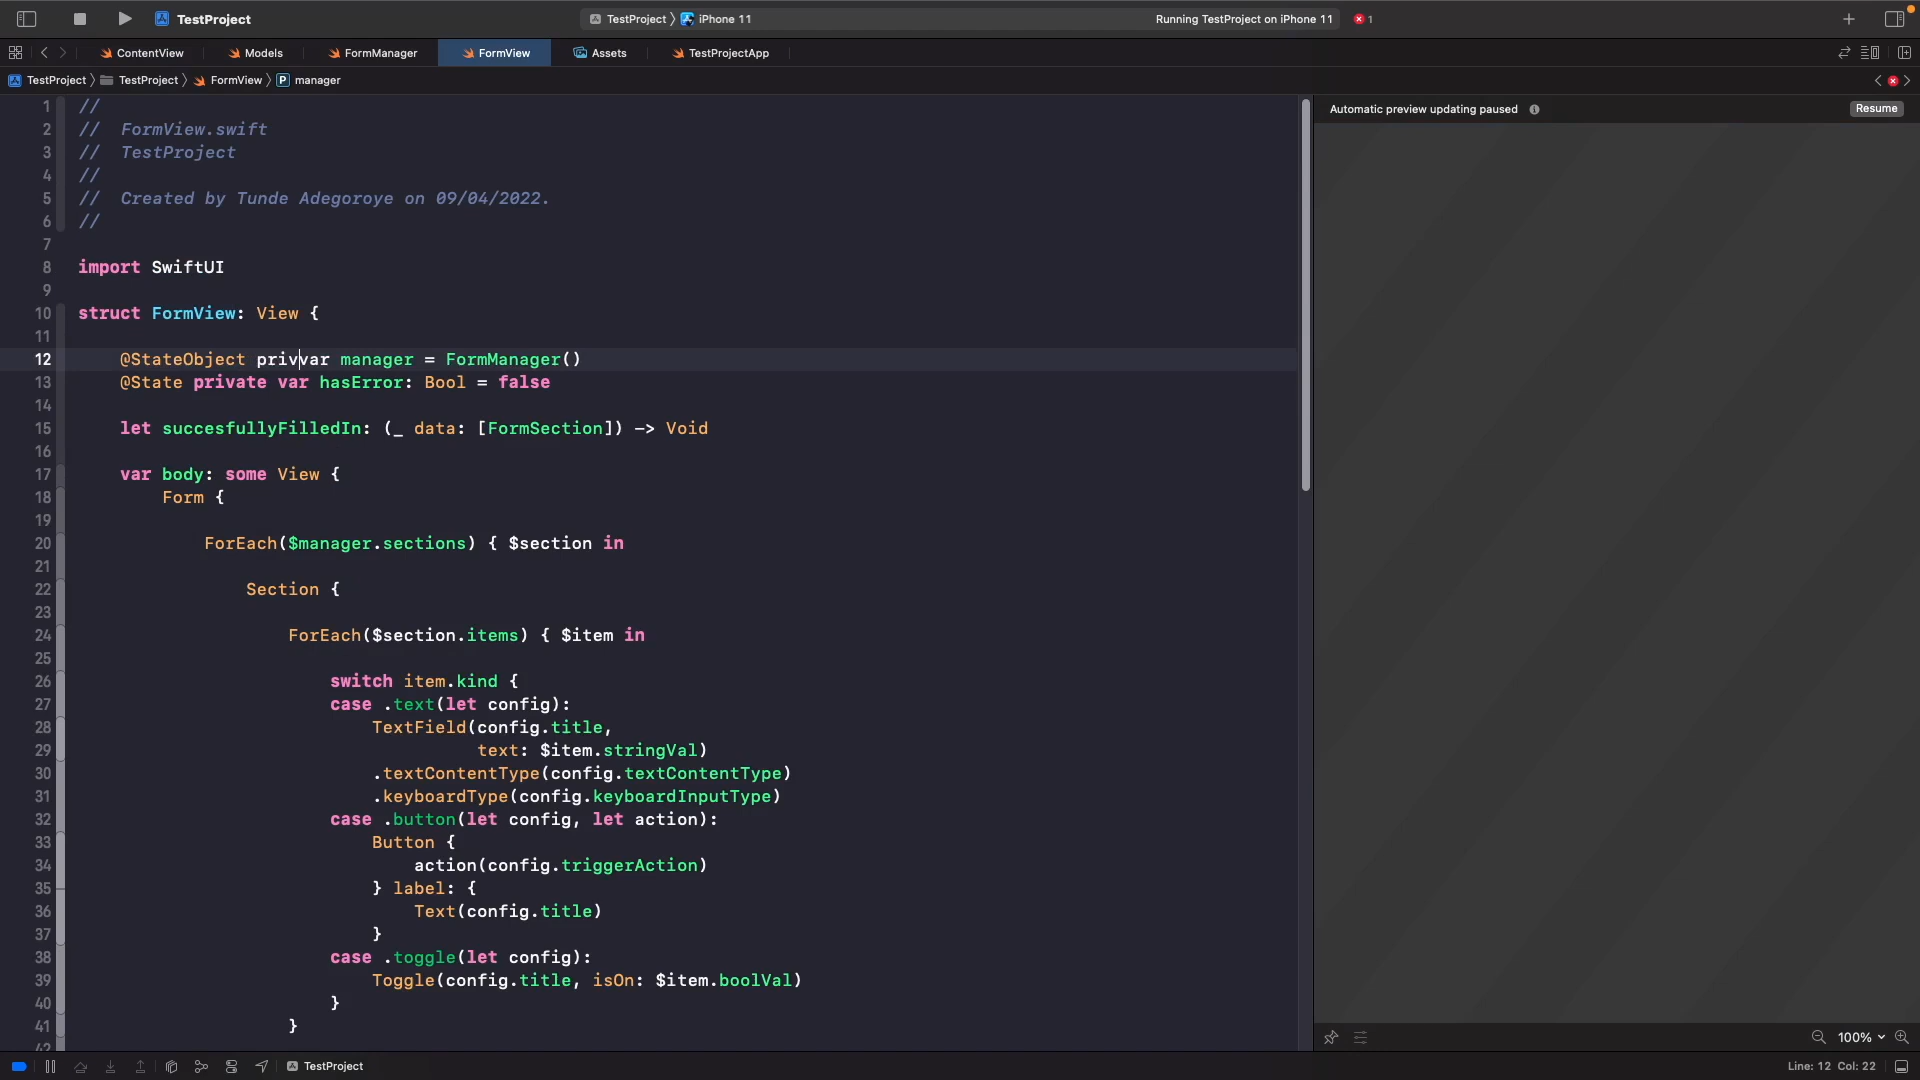 TestProject
TestProject 〉 iPhone 11
Running TestProject on iPhone 11
1
ContentView
Models
FormManager
FormView
Assets
TestProjectApp
TestProject 〉 TestProject 〉 FormView 〉 P manager
1 //
2 // FormView.swift
3 // TestProject
4 //
5 // Created by Tunde Adegoroye on 09/04/2022.
6 //
7
8 import SwiftUI
9
10 struct FormView: View {
11
12 @StateObject privvar manager = FormManager()
13 @State private var hasError: Bool = false
14
15 let succesfullyFilledIn: (_ data: [FormSection]) -> Void
16
17 var body: some View {
18 Form {
19
20 ForEach($manager.sections) { $section in
21
22 Section {
23
24 ForEach($section.items) { $item in
25
26 switch item.kind {
27 case .text(let config):
28 TextField(config.title,
29 text: $item.stringVal)
30 .textContentType(config.textContentType)
31 .keyboardType(config.keyboardInputType)
32 case .button(let config, let action):
33 Button {
34 action(config.triggerAction)
35 } label: {
36 Text(config.title)
37 }
38 case .toggle(let config):
39 Toggle(config.title, isOn: $item.boolVal)
40 }
41 }
42
Automatic preview updating paused
Resume
100%
TestProject
Line: 12 Col: 22